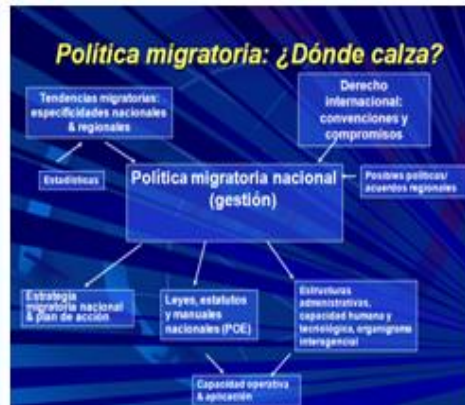 Política migratoria: ¿Dónde calza?
Tendencias migratorias:
especificidades nacionales
& regionales
Derecho
internacional:
convenciones y
compromisos
Estadísticas
Política migratoria nacional
(gestión)
Posibles políticas/
acuerdos regionales
Estrategia
migratoria nacional
& plan de acción
Leyes, estatutos
y manuales
nacionales (POE)
Estructuras
administrativas,
capacidad humana y
tecnológica, organigrama
interagencial
Capacidad operativa
& aplicación